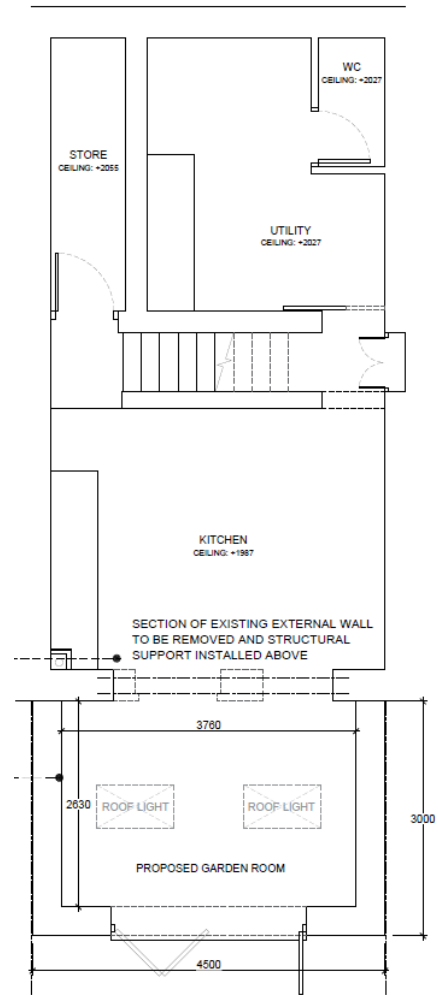 WC
CEILING: +2027
STORE
CEILING: +2055
UTILITY
CEILING: +2027
KITCHEN
CEILING: +1987
SECTION OF EXISTING EXTERNAL WALL
TO BE REMOVED AND STRUCTURAL
SUPPORT INSTALLED ABOVE
3760
2630
ROOF LIGHT
ROOF LIGHT
3000
PROPOSED GARDEN ROOM
4500